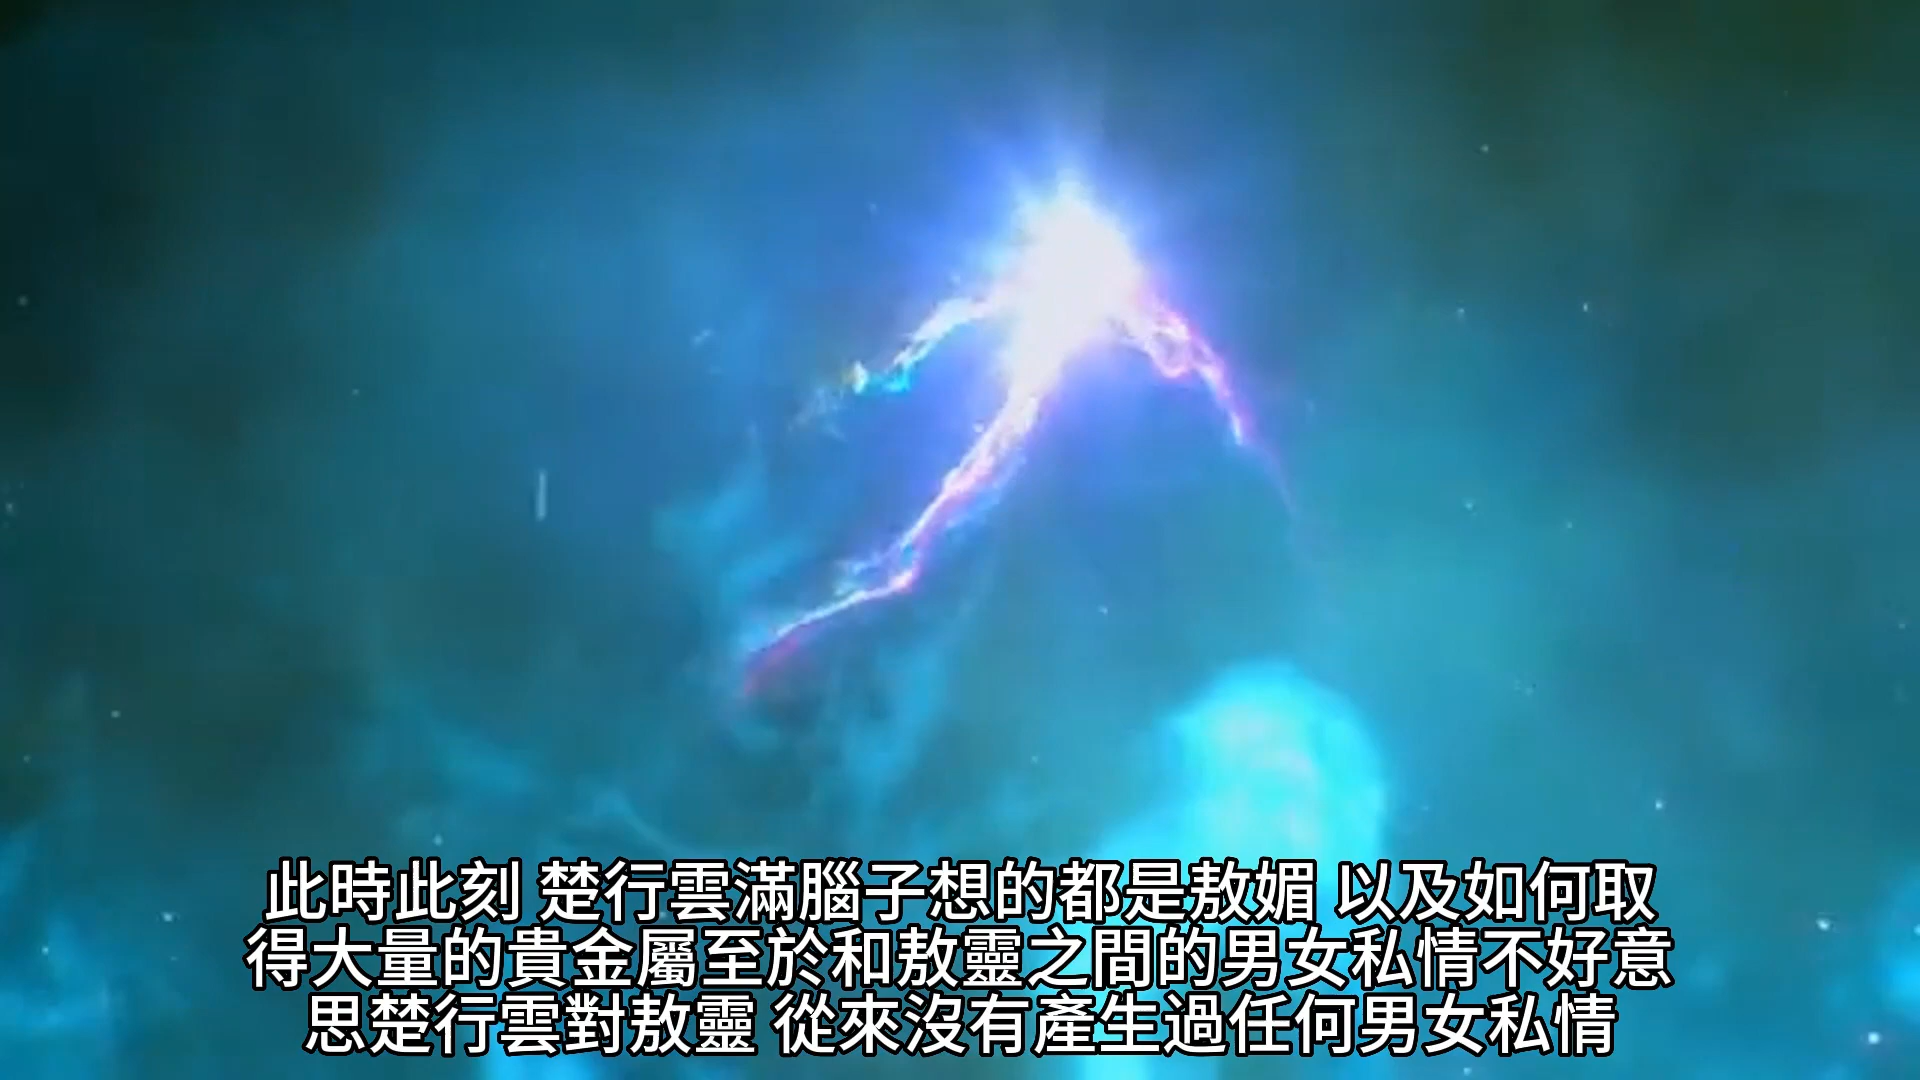 此時此刻 楚行雲滿腦子想的都是敖媚 以及如何取
得大量的貴金屬至於和敖靈之間的男女私情不好意
思楚行雲對敖靈 從來沒有產生過任何男女私情